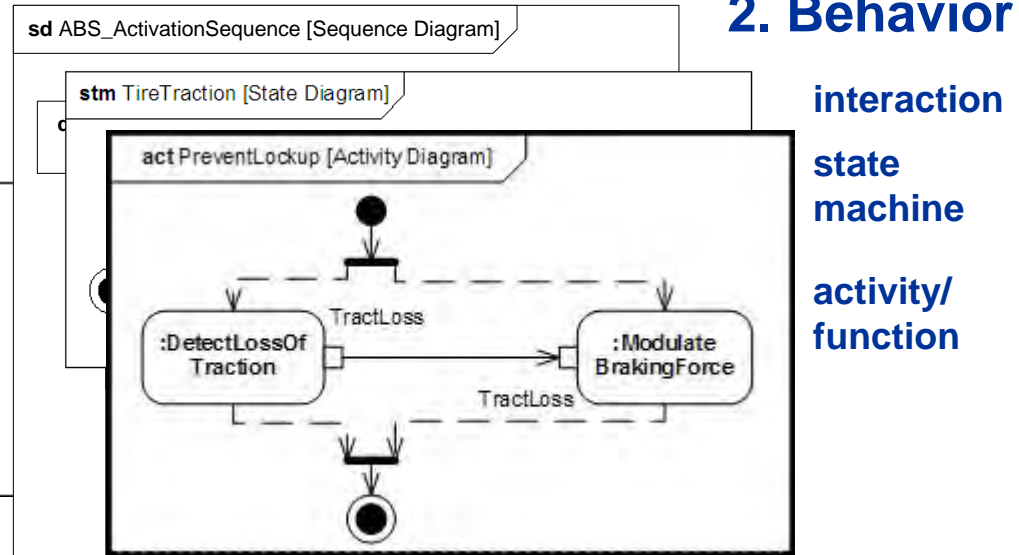 2. Behavior
sd ABS_ActivationSequence [Sequence Diagram]
stm TireTraction [State Diagram]
act PreventLockup [Activity Diagram]
TractLoss
:DetectLossOf
Traction
:Modulate
BrakingForce
TractLoss
interaction
state
machine
activity/
function